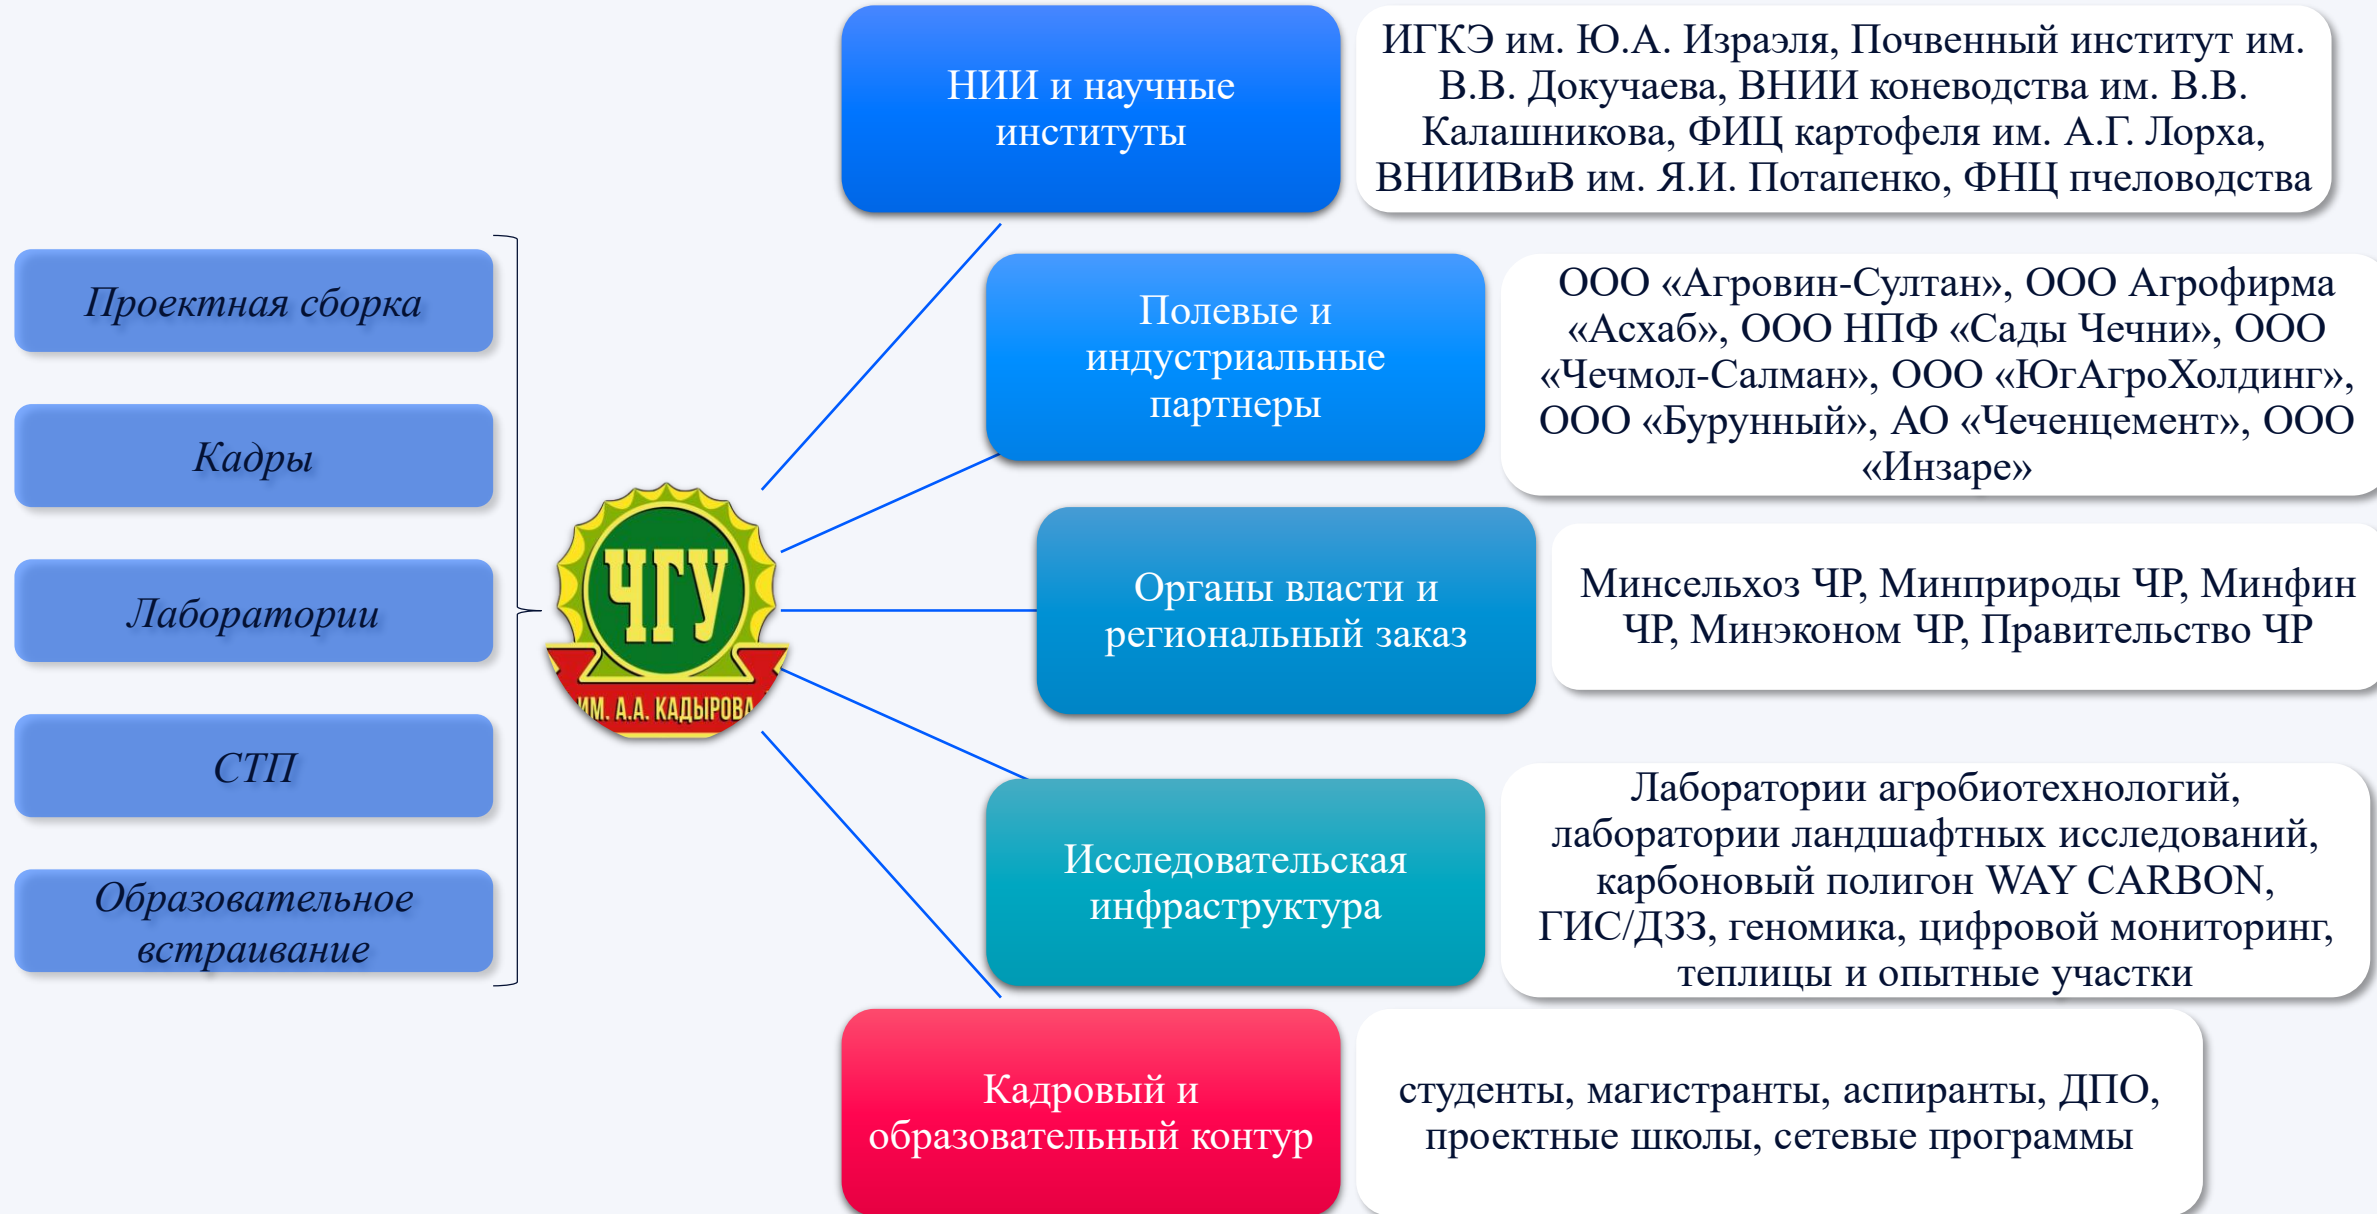 НИИ и научные
институты
ИГКЭ им. Ю.А. Израэля, Почвенный институт им.
В.В. Докучаева, ВНИИ коневодства им. В.В.
Калашникова, ФИЦ картофеля им. А.Г. Лорха,
ВНИИВиВ им. Я.И. Потапенко, ФНЦ пчеловодства
Проектная сборка
Кадры
Лаборатории
СТП
Образовательное
встраивание
ЧГУ
ИМ. А.А. КАДЫРОВА
Полевые и
индустриальные
партнеры
ООО «Агровин-Султан», ООО Агрофирма
«Асхаб», ООО НПФ «Сады Чечни», ООО
«Чечмол-Салман», ООО «ЮгАгроХолдинг»,
ООО «Бурунный», АО «Чеченцемент», ООО
«Инзаре»
Органы власти и
региональный заказ
Минсельхоз ЧР, Минприроды ЧР, Минфин
ЧР, Минэконом ЧР, Правительство ЧР
Исследовательская
инфраструктура
Лаборатории агробиотехнологий,
лаборатории ландшафтных исследований,
карбоновый полигон WAY CARBON,
ГИС/ДЗЗ, геномика, цифровой мониторинг,
теплицы и опытные участки
Кадровый и
образовательный контур
студенты, магистранты, аспиранты, ДПО,
проектные школы, сетевые программы